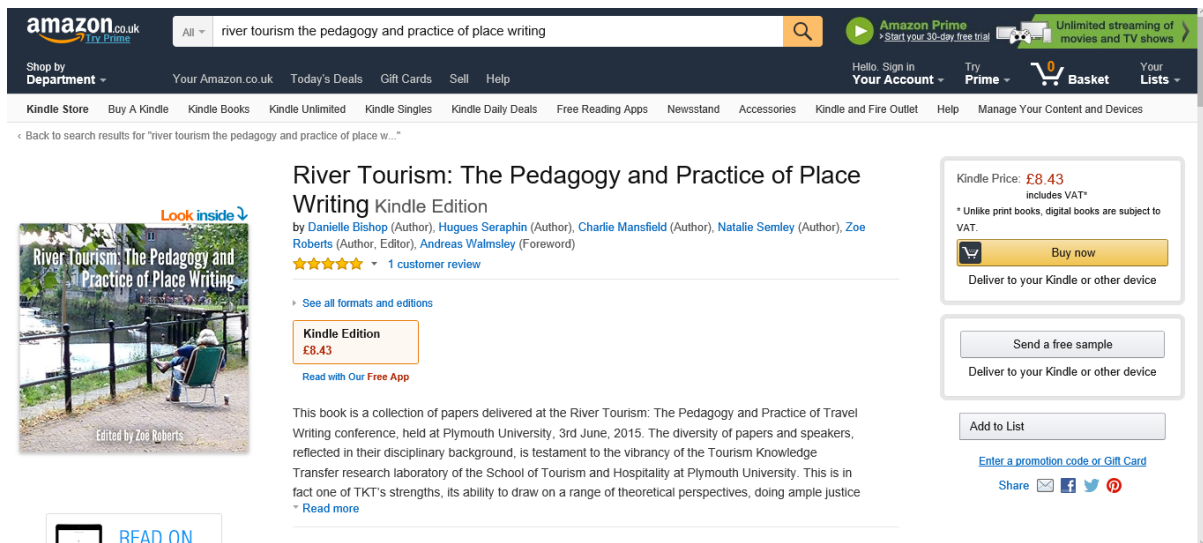 amazon.co.uk
Try Prime
All
river tourism the pedagogy and practice of place writing
Amazon Prime
›Start your 30-day free trial
Unlimited streaming of
movies and TV shows
Shop by
Department
Your Amazon.co.uk Today's Deals Gift Cards Sell Help
Hello. Sign in
Your Account
Try
Prime
0
Basket
Your
Lists
Kindle Store Buy A Kindle Kindle Books Kindle Unlimited Kindle Singles Kindle Daily Deals Free Reading Apps Newsstand Accessories Kindle and Fire Outlet Help Manage Your Content and Devices
‹ Back to search results for "river tourism the pedagogy and practice of place w..."
Look inside
River Tourism: The Pedagogy and
Practice of Place Writing
Edited by Zoë Roberts
River Tourism: The Pedagogy and Practice of Place
Writing Kindle Edition
by Danielle Bishop (Author), Hugues Seraphin (Author), Charlie Mansfield (Author), Natalie Semley (Author), Zoe
Roberts (Author, Editor), Andreas Walmsley (Foreword)
1 customer review
See all formats and editions
Kindle Edition
£8.43
Read with Our Free App
This book is a collection of papers delivered at the River Tourism: The Pedagogy and Practice of Travel
Writing conference, held at Plymouth University, 3rd June, 2015. The diversity of papers and speakers,
reflected in their disciplinary background, is testament to the vibrancy of the Tourism Knowledge
Transfer research laboratory of the School of Tourism and Hospitality at Plymouth University. This is in
fact one of TKT's strengths, its ability to draw on a range of theoretical perspectives, doing ample justice
Read more
Kindle Price: £8.43
includes VAT*
* Unlike print books, digital books are subject to
VAT.
Buy now
Deliver to your Kindle or other device
Send a free sample
Deliver to your Kindle or other device
Add to List
Enter a promotion code or Gift Card
Share
READ ON